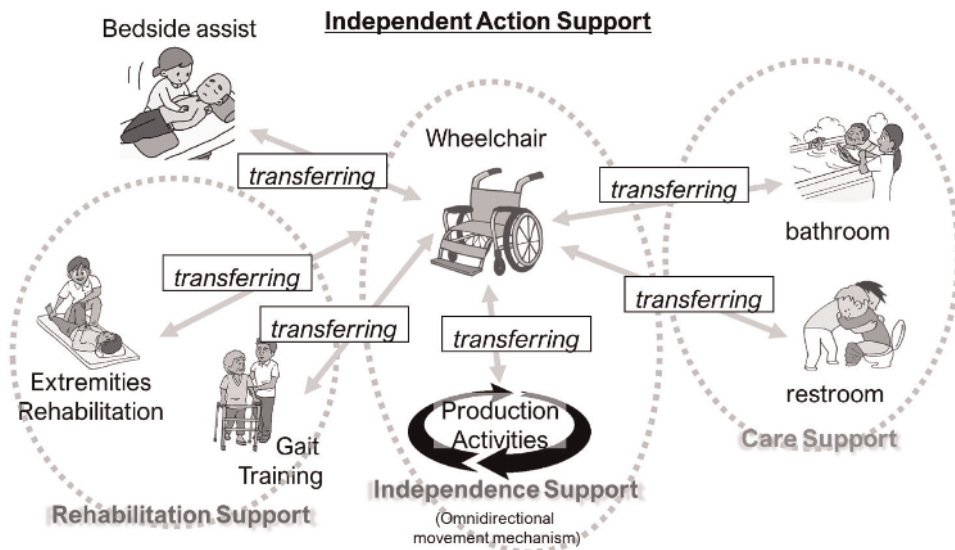 Independent Action Support
Bedside assist
Wheelchair
transferring
transferring
bathroom
transferring
transferring
transferring
transferring
Extremities
Rehabilitation
Gait
Training
Production
Activities
restroom
Care Support
Independence Support
(Omnidirectional
movement mechanism)
Rehabilitation Support